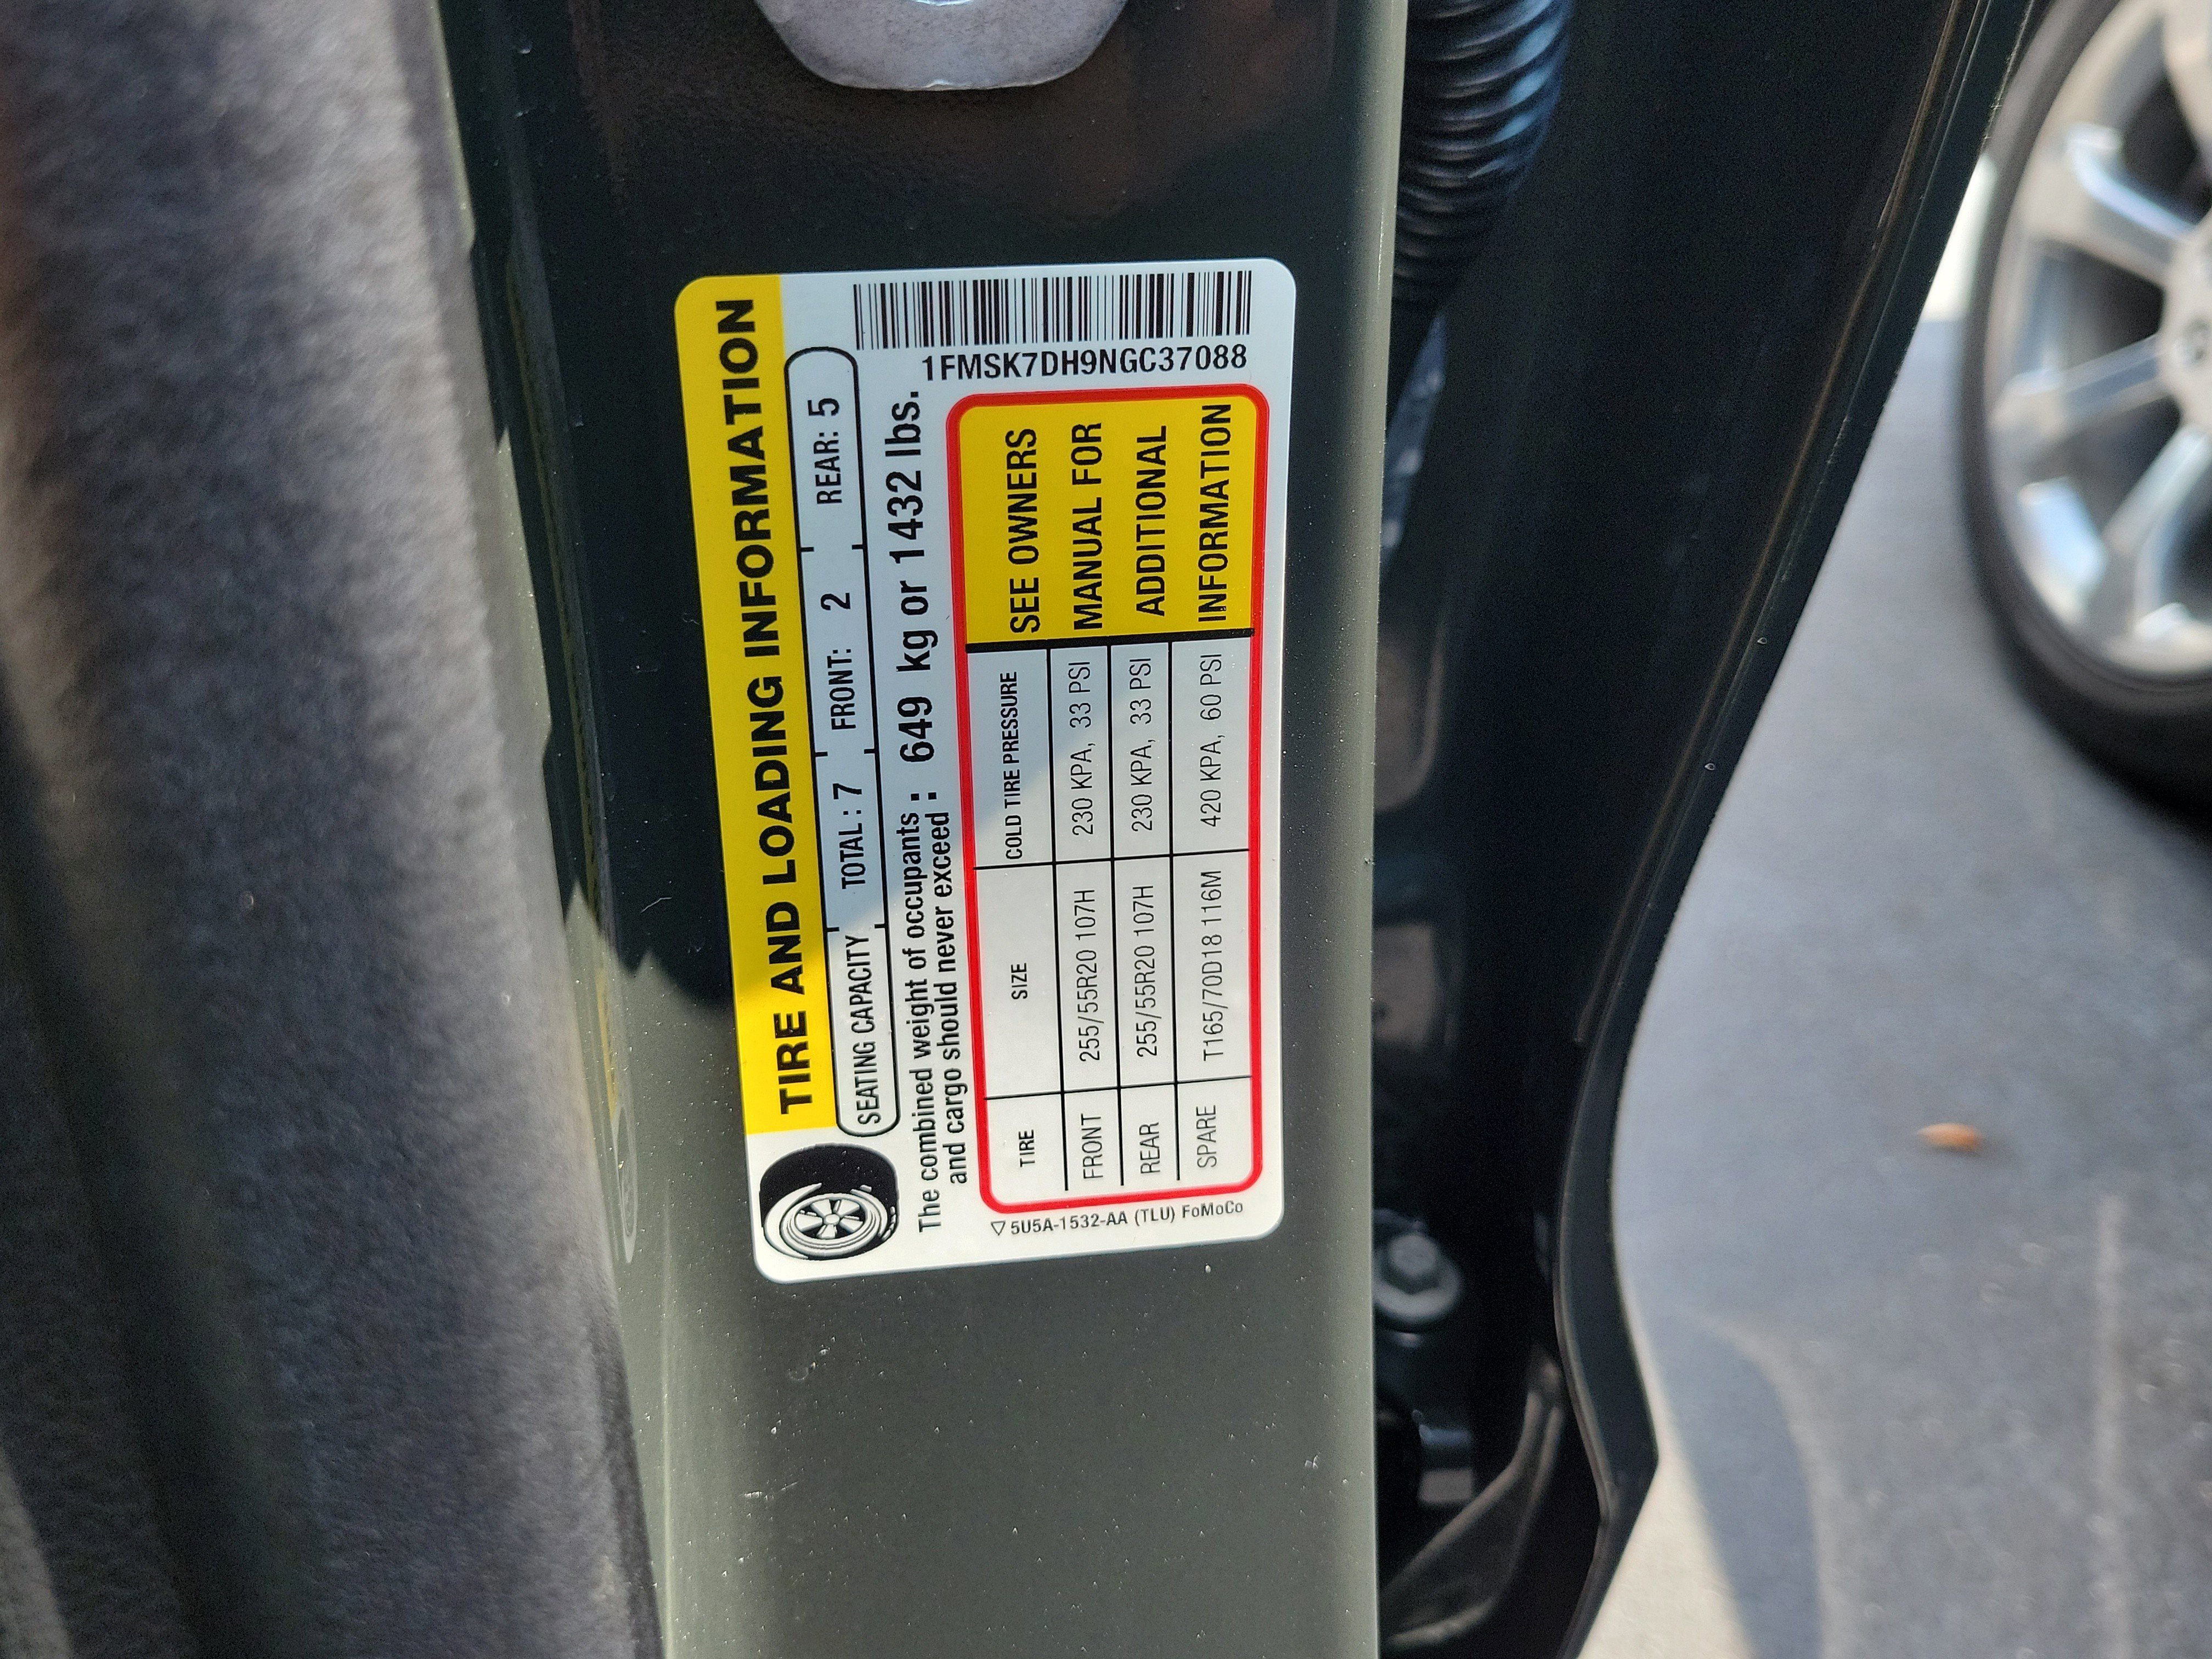 TIRE AND LOADING INFORMATION
SEATING CAPACITY TOTAL : 7 FRONT: 2 REAR: 5
The combined weight of occupants
and cargo should never exceed : 649 kg or 1432 lbs.
1FMSK7DH9NGC37088
TIRE SIZE COLD TIRE PRESSURE
FRONT 255/55R20 107H 230 KPA, 33 PSI
REAR 255/55R20 107H 230 KPA, 33 PSI
SPARE T165/70D18 116M 420 KPA, 60 PSI
SEE OWNERS
MANUAL FOR
ADDITIONAL
INFORMATION
5U5A-1532-AA (TLU) FoMoCo